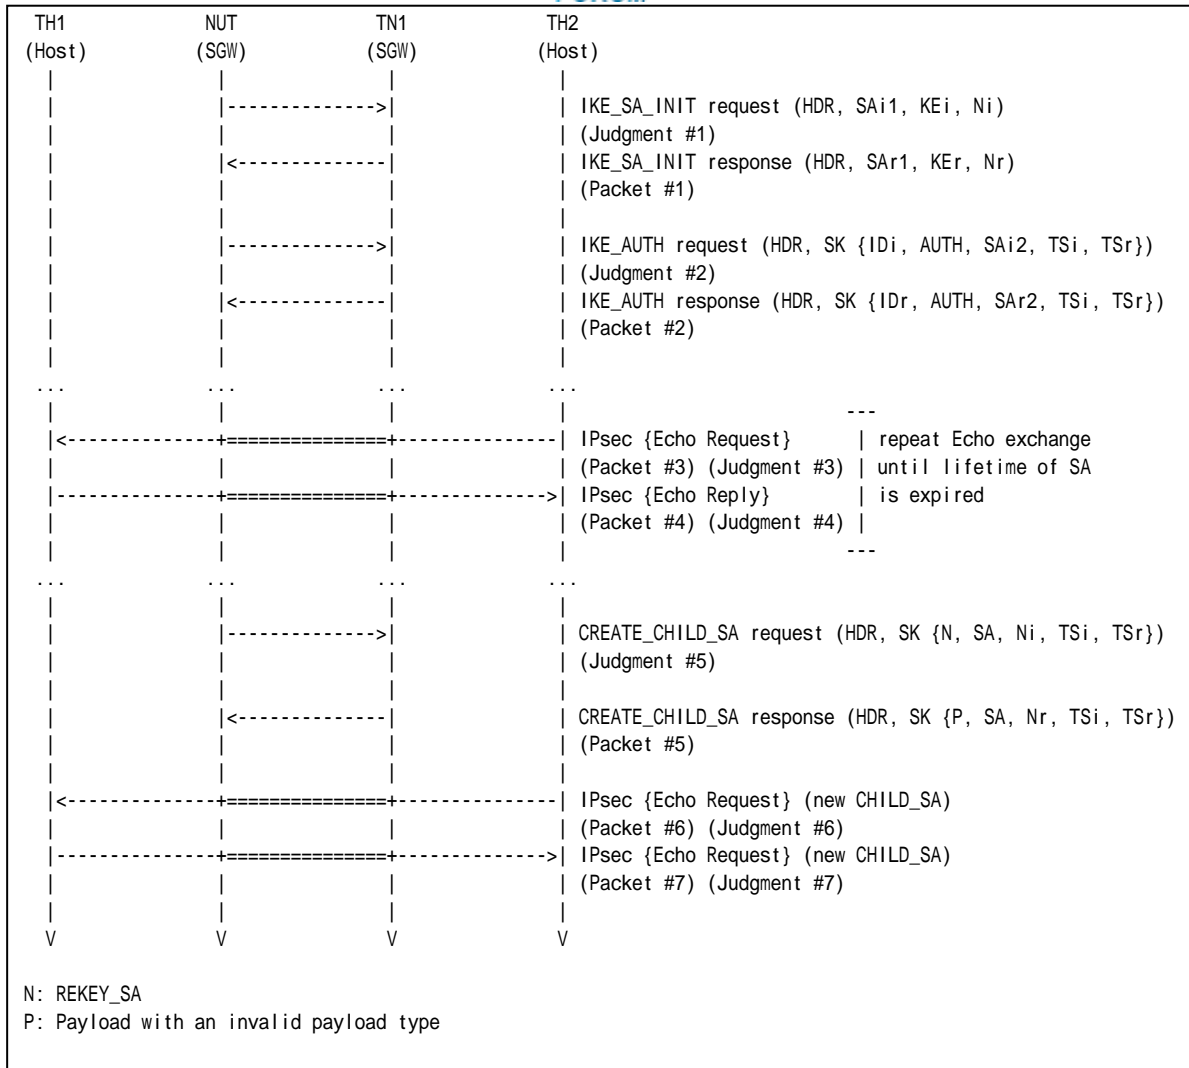 TH1 NUT TN1 TH2
(Host) (SGW) (SGW) (Host)
| | | |
| |-------------->| | IKE_SA_INIT request (HDR, SAi1, KEi, Ni)
| | | | (Judgment #1)
| |<--------------| | IKE_SA_INIT response (HDR, SAr1, KEr, Nr)
| | | | (Packet #1)
| | | |
| |-------------->| | IKE_AUTH request (HDR, SK {IDi, AUTH, SAi2, TSi, TSr})
| | | | (Judgment #2)
| |<--------------| | IKE_AUTH response (HDR, SK {IDr, AUTH, SAr2, TSi, TSr})
| | | | (Packet #2)
| | | |
... ... ... ...
| | | | ---
|<--------------+===============+---------------| IPsec {Echo Request} | repeat Echo exchange
| | | | (Packet #3) (Judgment #3) | until lifetime of SA
|---------------+===============+-------------->| IPsec {Echo Reply} | is expired
| | | | (Packet #4) (Judgment #4) |
| | | | ---
... ... ... ...
| | | |
| |-------------->| | CREATE_CHILD_SA request (HDR, SK {N, SA, Ni, TSi, TSr})
| | | | (Judgment #5)
| | | |
| |<--------------| | CREATE_CHILD_SA response (HDR, SK {P, SA, Nr, TSi, TSr})
| | | | (Packet #5)
| | | |
|<--------------+===============+---------------| IPsec {Echo Request} (new CHILD_SA)
| | | | (Packet #6) (Judgment #6)
|---------------+===============+-------------->| IPsec {Echo Request} (new CHILD_SA)
| | | | (Packet #7) (Judgment #7)
| | | |
V V V V
N: REKEY_SA
P: Payload with an invalid payload type